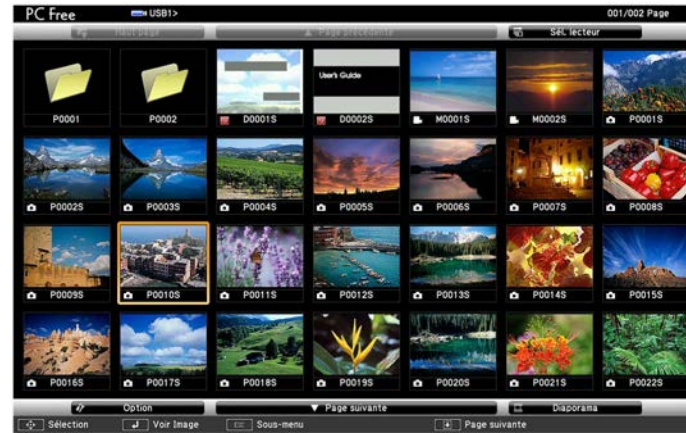 PC Free USB1> 001/002 Page
Haut page ▲ Page précédente Sél. lecteur
P0001 P0002 D0001S D0002S M0001S M0002S P0001S
User's Guide
P0002S P0003S P0004S P0005S P0006S P0007S P0008S
P0009S P0010S P0011S P0012S P0013S P0014S P0015S
P0016S P0017S P0018S P0019S P0020S P0021S P0022S
Option ▼ Page suivante Diaporama
Sélection Voir Image ESC Sous-menu Page suivante